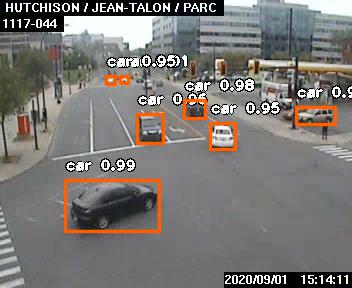 HUTCHISON / JEAN-TALON / PARC
1117-044
car 0.98
car 0.95
car 0.99
2020/09/01 15:14:11